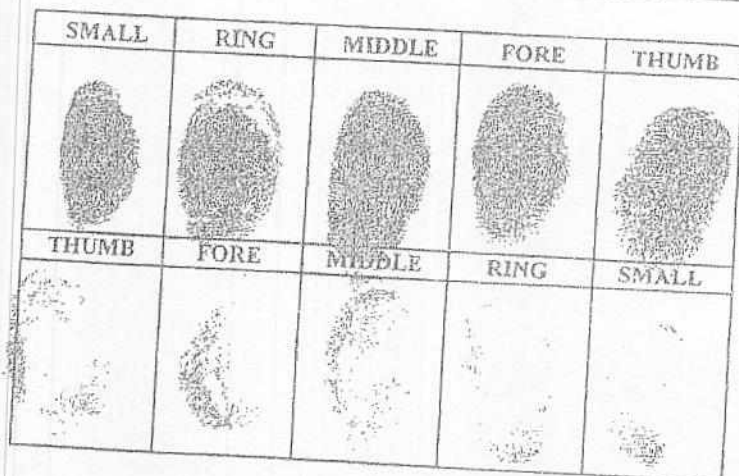 SMALL RING MIDDLE FORE THUMB
THUMB FORE MIDDLE RING SMALL